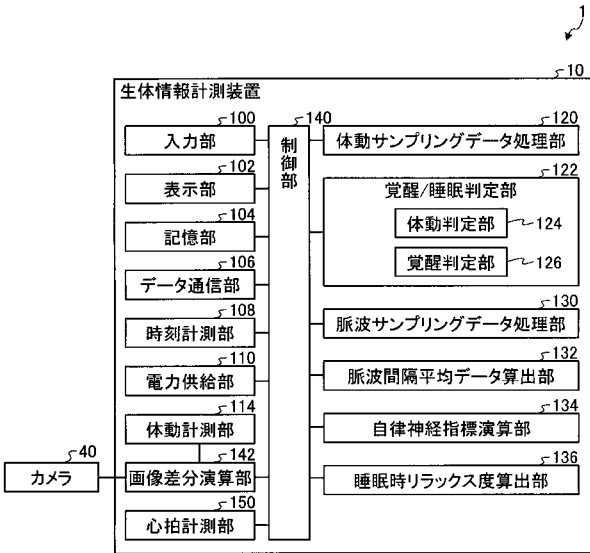 1
10
生体情報計測装置
100
入力部
102
表示部
104
記憶部
106
データ通信部
108
時刻計測部
110
電力供給部
114
体動計測部
40
カメラ
142
画像差分演算部
150
心拍計測部
140
制御部
120
体動サンプリングデータ処理部
122
覚醒/睡眠判定部
体動判定部
124
覚醒判定部
126
130
脈波サンプリングデータ処理部
132
脈波間隔平均データ算出部
134
自律神経指標演算部
136
睡眠時リラックス度算出部